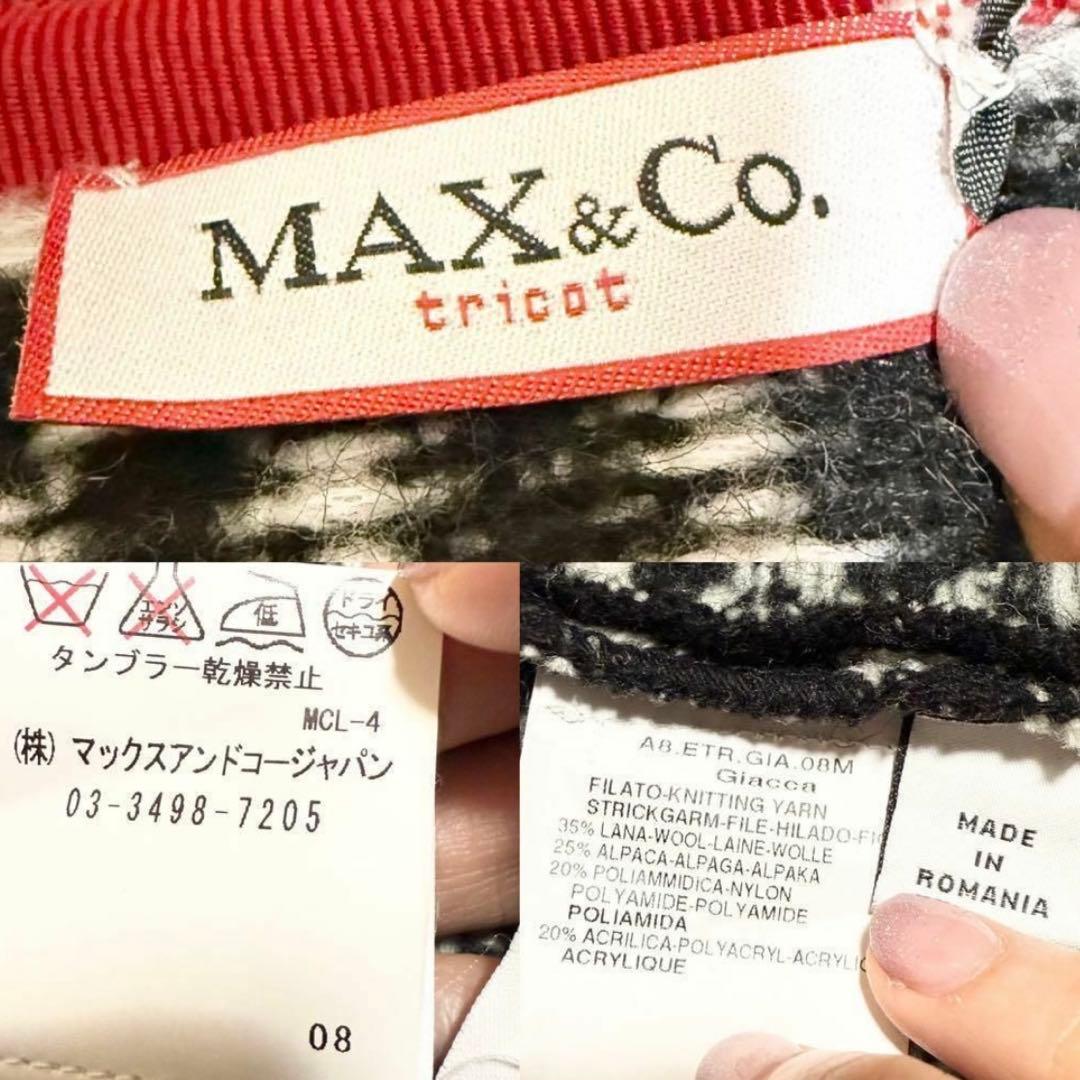 MAX&Co.
tricot
エンソ
サラシ
低
ドライ
セキユ系
タンブラー乾燥禁止
MCL-4
(株) マックスアンドコージャパン
03-3498-7205
08
A8.ETR.GIA.08M
Giacca
FILATO-KNITTING YARN
STRICKGARM-FILE-HILADO-FI
35% LANA-WOOL-LAINE-WOLLE
25% ALPACA-ALPAGA-ALPAKA
20% POLIAMMIDICA-NYLON
POLYAMIDE-POLYAMIDE
POLIAMIDA
20% ACRILICA-POLYACRYL-ACRYLIC
ACRYLIQUE
MADE
IN
ROMANIA